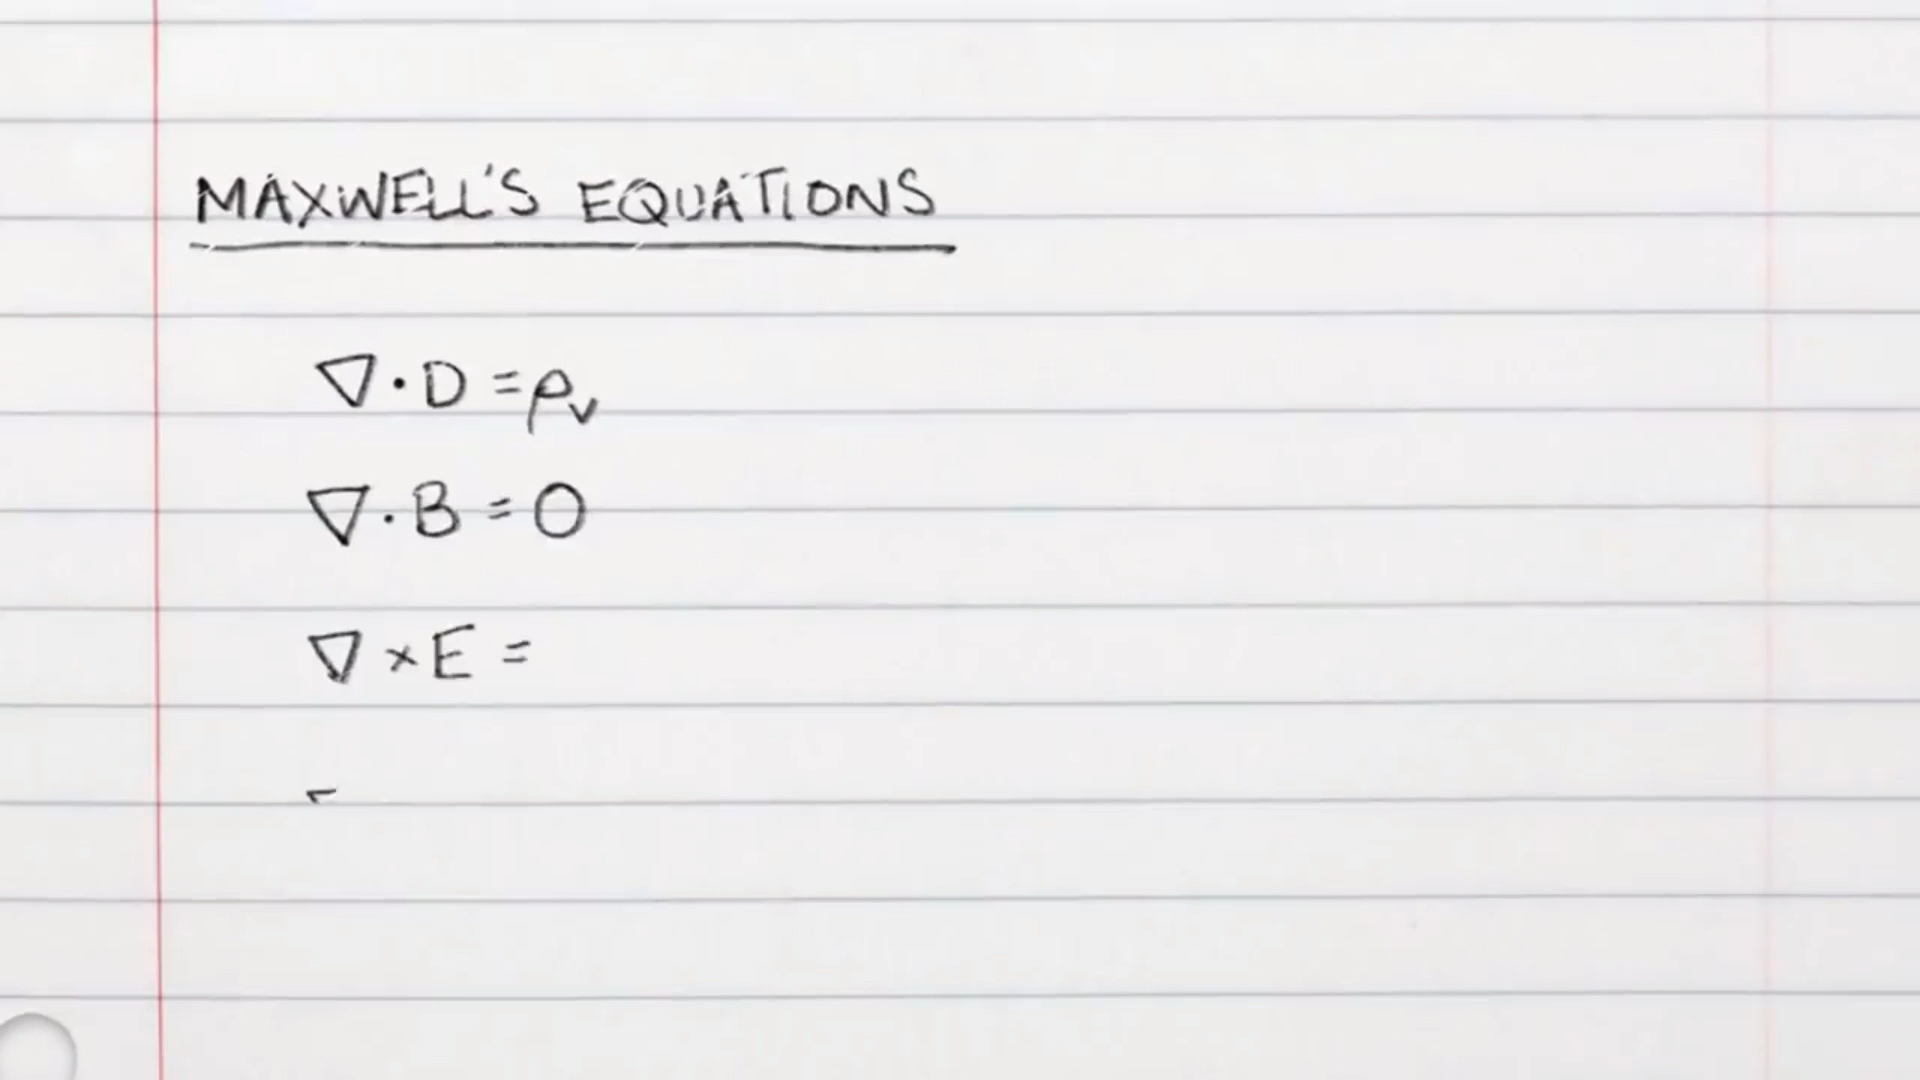 MAXWELL'S EQUATIONS
∇·D =ρv
∇·B = 0
∇×E =